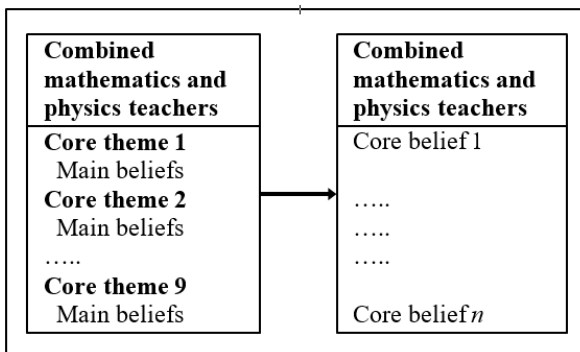 Combined
mathematics and
physics teachers
Core theme 1
Main beliefs
Core theme 2
Main beliefs
…..
Core theme 9
Main beliefs
Combined
mathematics and
physics teachers
Core belief 1
…..
…..
…..
Core belief n